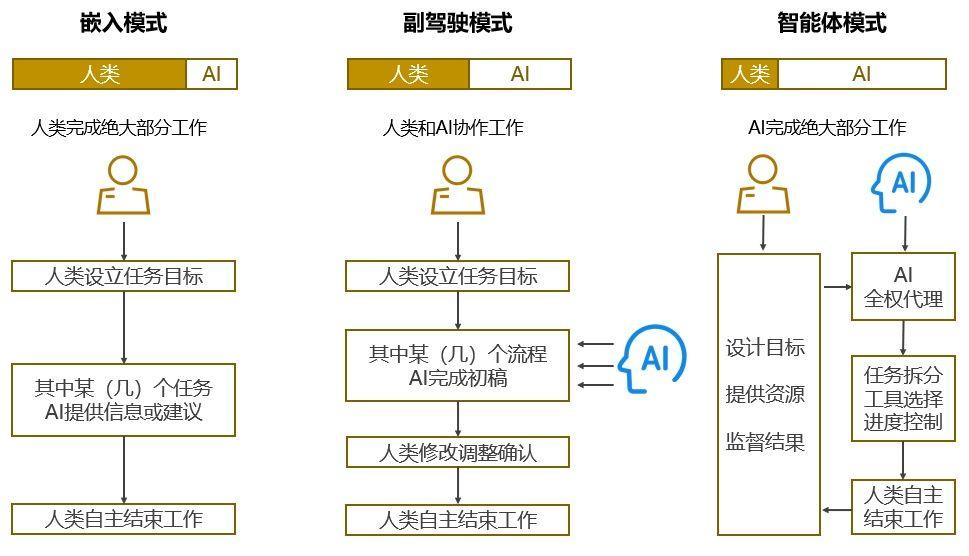 嵌入模式
人类
AI
人类完成绝大部分工作
人类设立任务目标
其中某（几）个任务
AI提供信息或建议
人类自主结束工作
副驾驶模式
人类
AI
人类和AI协作工作
人类设立任务目标
其中某（几）个流程
AI完成初稿
AI
人类修改调整确认
人类自主结束工作
智能体模式
人类
AI
AI完成绝大部分工作
AI
设计目标
提供资源
监督结果
AI
全权代理
任务拆分
工具选择
进度控制
人类自主
结束工作